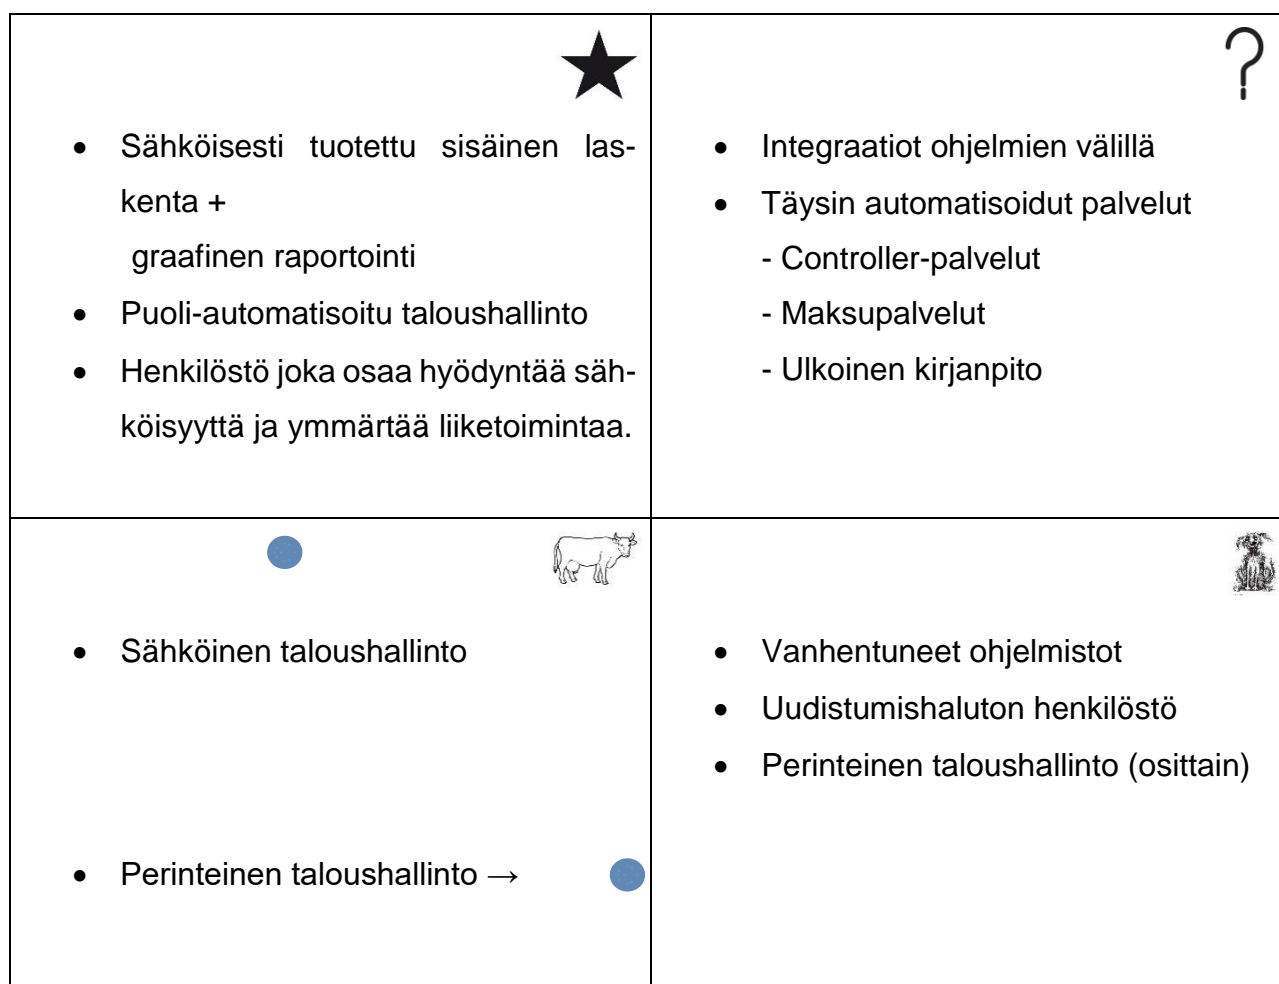 • Sähköisesti tuotettu sisäinen las-
kenta +
graafinen raportointi
• Puoli-automatisoitu taloushallinto
• Henkilöstö joka osaa hyödyntää säh-
köisyyttä ja ymmärtää liiketoimintaa.
?
• Integraatiot ohjelmien välillä
• Täysin automatisoidut palvelut
- Controller-palvelut
- Maksupalvelut
- Ulkoinen kirjanpito
• Sähköinen taloushallinto
• Perinteinen taloushallinto →
• Vanhentuneet ohjelmistot
• Uudistumishaluton henkilöstö
• Perinteinen taloushallinto (osittain)